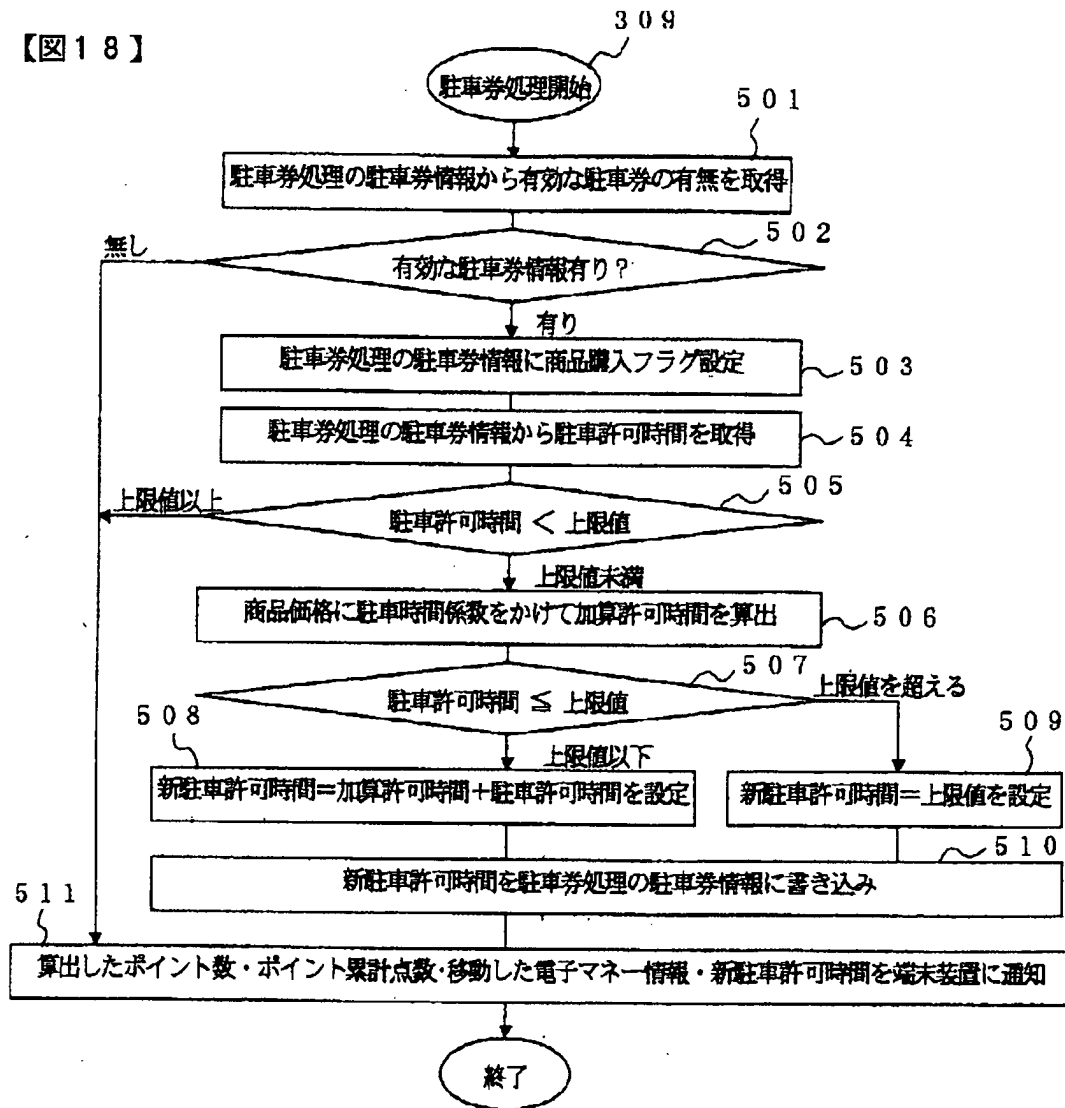 【図18】
309
駐車券処理開始
501
駐車券処理の駐車券情報から有効な駐車券の有無を取得
502
無し
有効な駐車券情報有り？
有り
駐車券処理の駐車券情報に商品購入フラグ設定
503
駐車券処理の駐車券情報から駐車許可時間を取得
504
505
上限値以上
駐車許可時間 ＜ 上限値
上限値未満
商品価格に駐車時間係数をかけて加算許可時間を算出
506
507
駐車許可時間 ≦ 上限値
上限値を超える
508
509
上限値以下
新駐車許可時間＝加算許可時間＋駐車許可時間を設定
新駐車許可時間＝上限値を設定
510
新駐車許可時間を駐車券処理の駐車券情報に書き込み
511
算出したポイント数・ポイント累計点数・移動した電子マネー情報・新駐車許可時間を端末装置に通知
終了